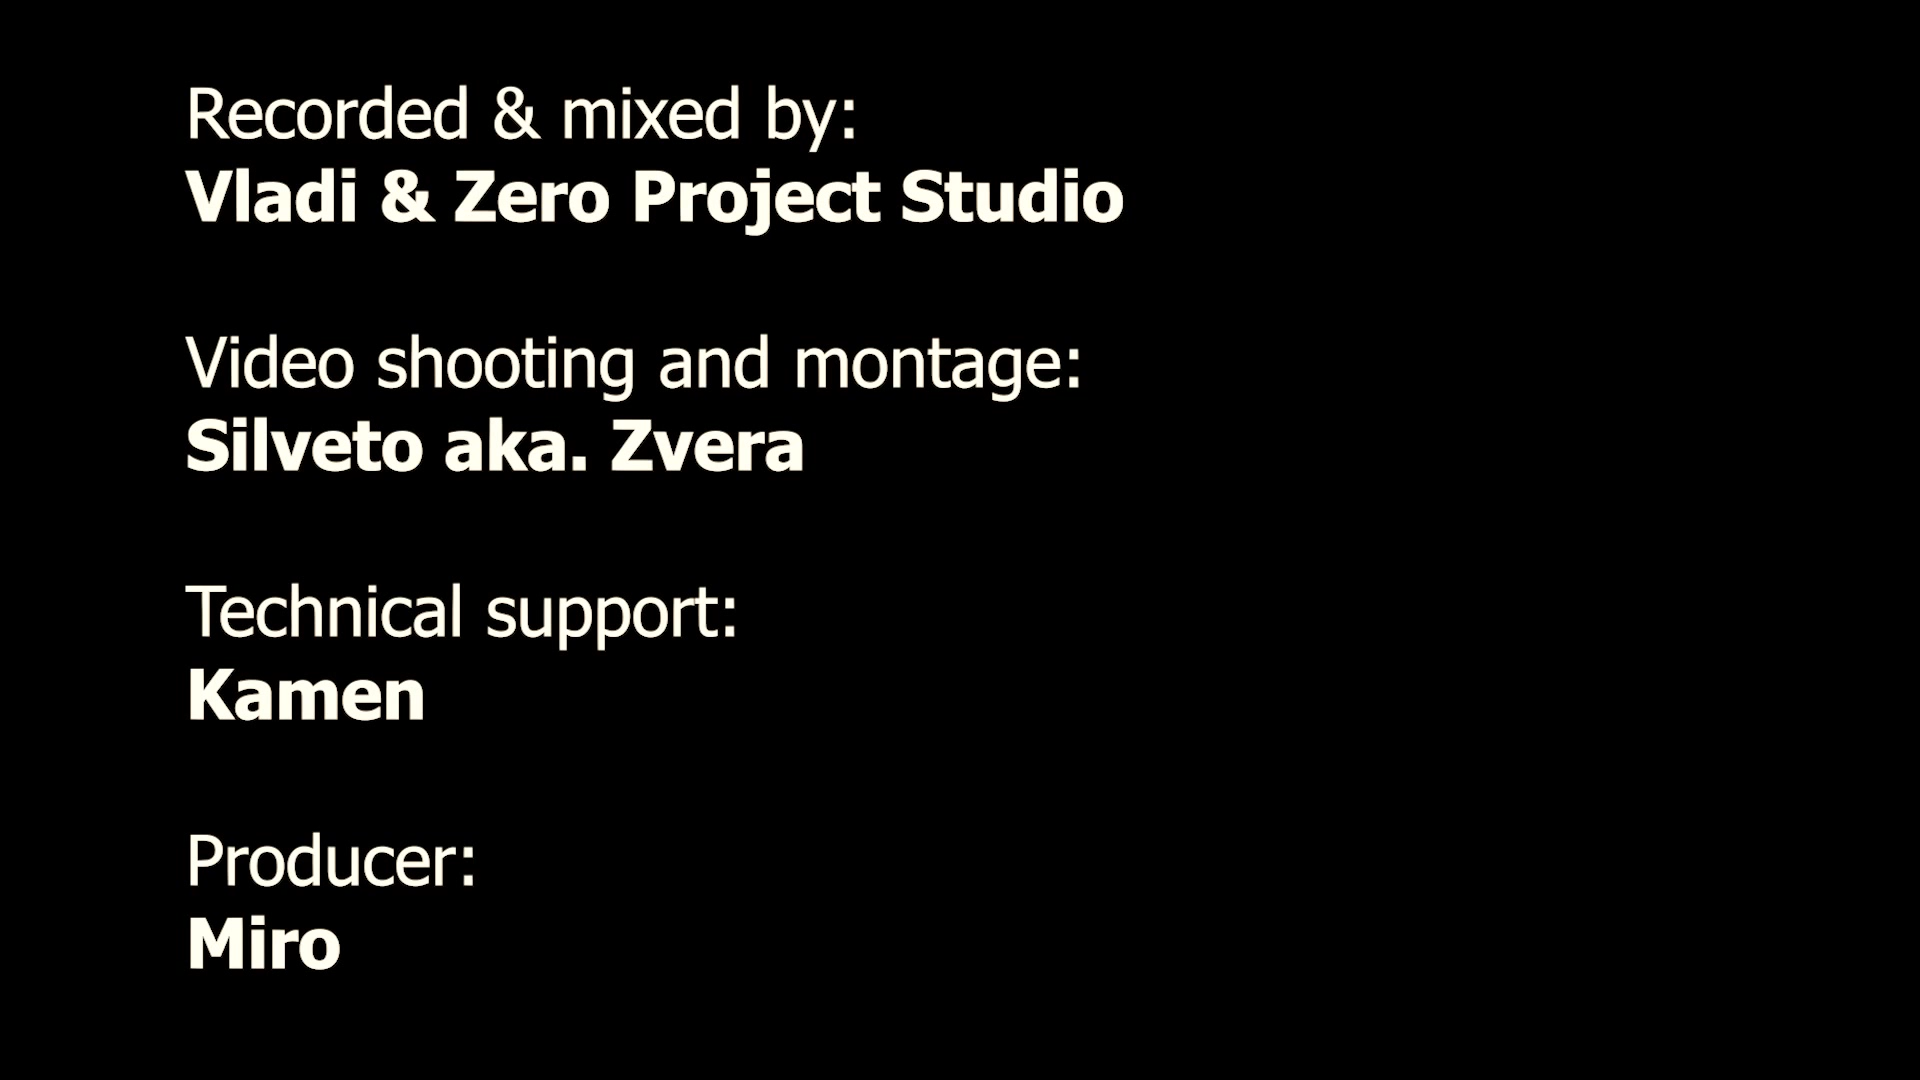 Recorded & mixed by:
Vladi & Zero Project Studio
Video shooting and montage:
Silveto aka. Zvera
Technical support:
Kamen
Producer:
Miro